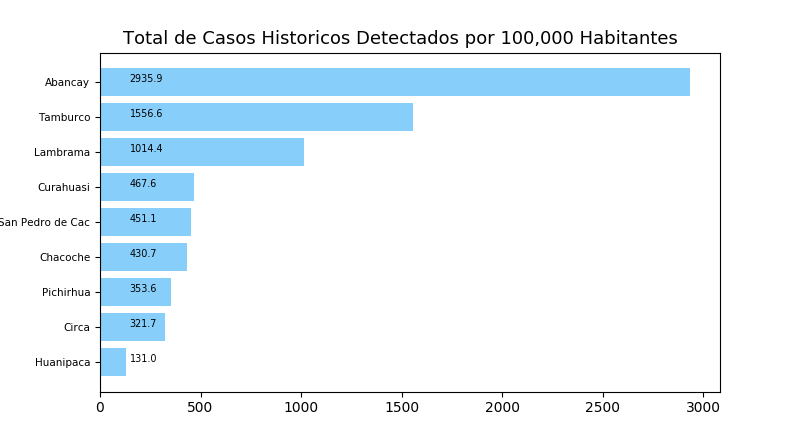 Total de Casos Historicos Detectados por 100,000 Habitantes
Abancay 2935.9
Tamburco 1556.6
Lambrama 1014.4
Curahuasi 467.6
San Pedro de Cac 451.1
Chacoche 430.7
Pichirhua 353.6
Circa 321.7
Huanipaca 131.0
0 500 1000 1500 2000 2500 3000